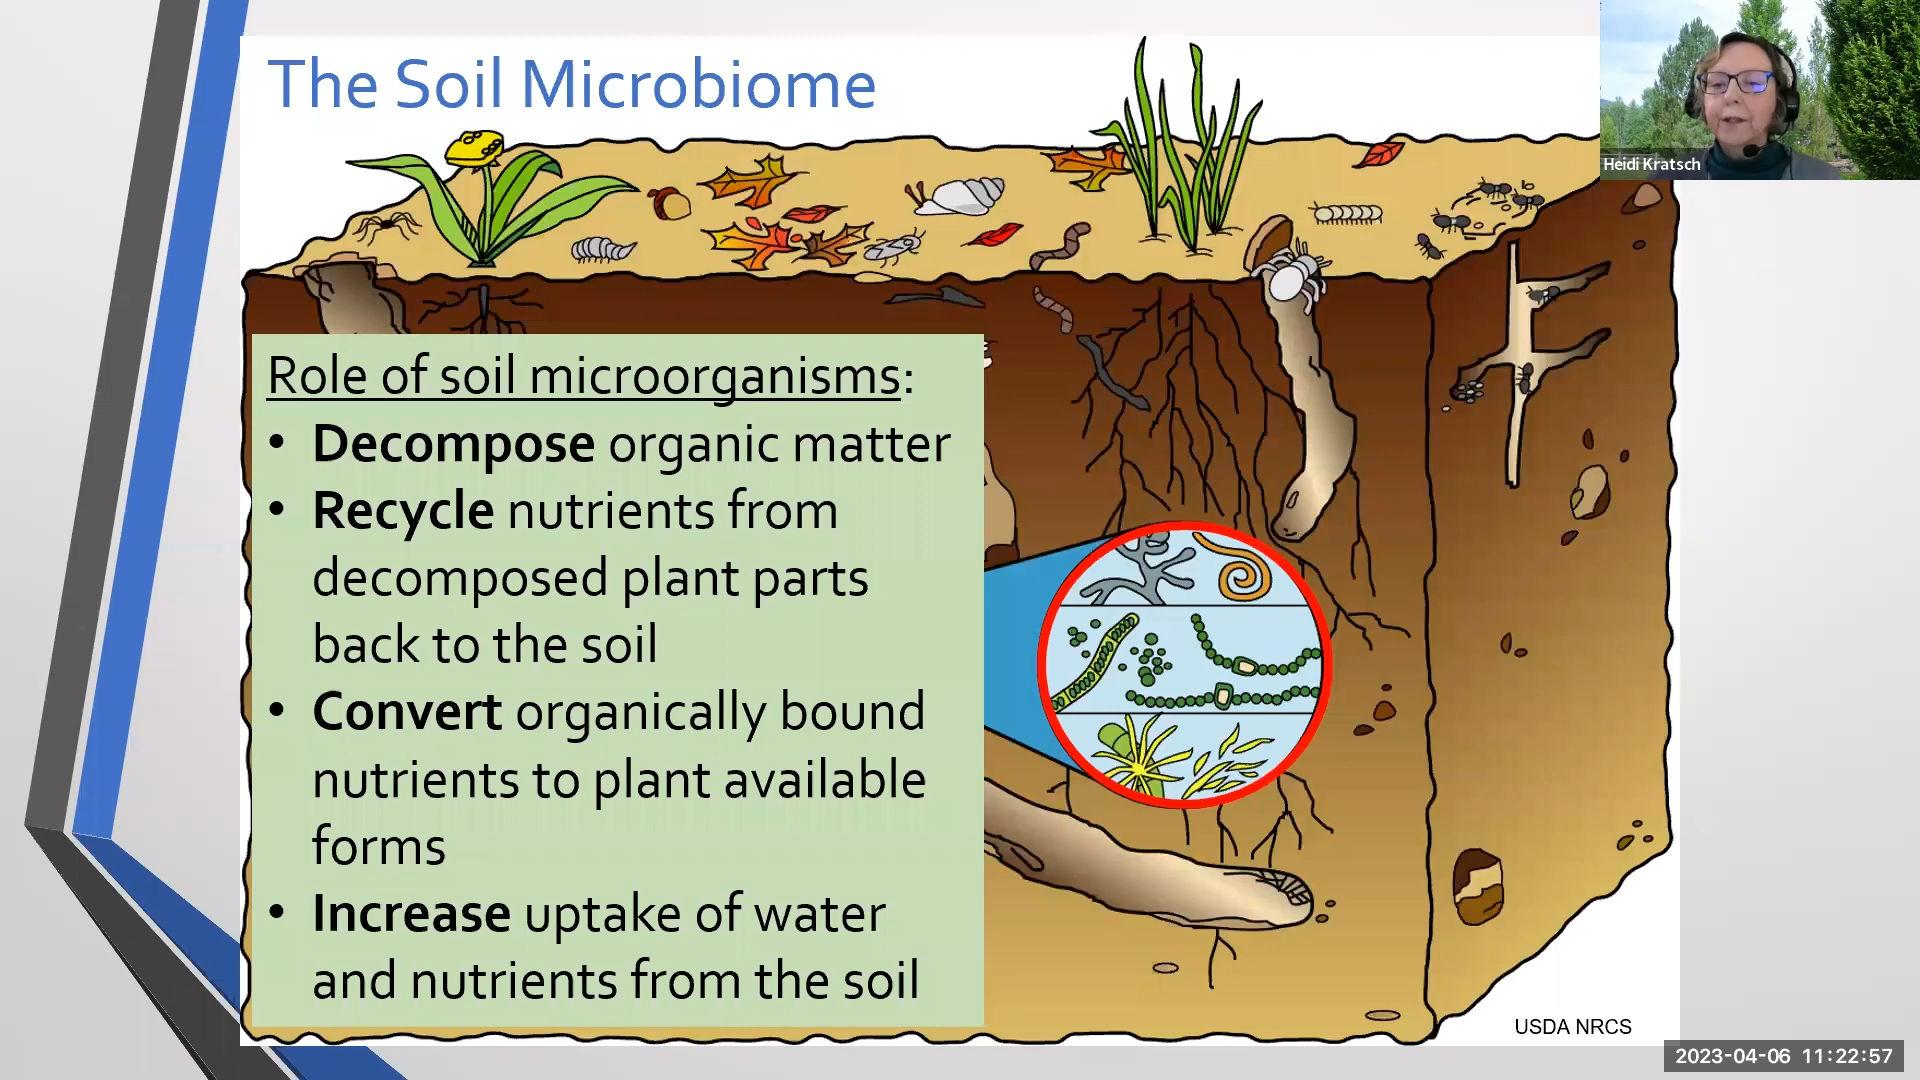 The Soil Microbiome
Heidi Kratsch
Role of soil microorganisms:
• Decompose organic matter
• Recycle nutrients from
decomposed plant parts
back to the soil
• Convert organically bound
nutrients to plant available
forms
• Increase uptake of water
and nutrients from the soil
USDA NRCS
2023-04-06 11:22:57